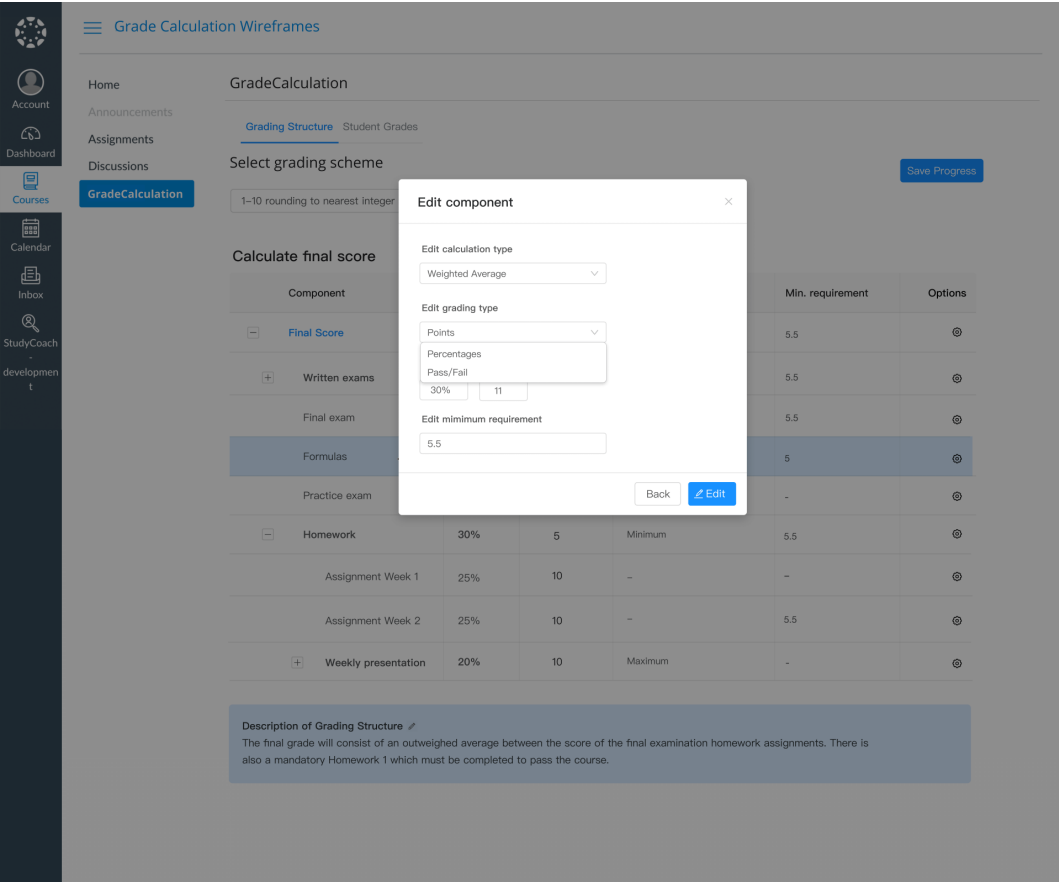 Grade Calculation Wireframes
Account
Dashboard
Courses
Calendar
Inbox
StudyCoach
-
developmen
t
Home
Announcements
Assignments
Discussions
GradeCalculation
GradeCalculation
Grading Structure Student Grades
Select grading scheme
Save Progress
1-10 rounding to nearest integer
Calculate final score
Component Min. requirement Options
Final Score 5.5
Written exams 5.5
Final exam 5.5
Formulas 5
Practice exam -
Homework 30% 5 Minimum 5.5
Assignment Week 1 25% 10 - -
Assignment Week 2 25% 10 - 5.5
Weekly presentation 20% 10 Maximum -
Edit component
Edit calculation type
Weighted Average
Edit grading type
Points
Percentages
Pass/Fail
30% 11
Edit mimimum requirement
5.5
Back Edit
Description of Grading Structure
The final grade will consist of an outweighed average between the score of the final examination homework assignments. There is
also a mandatory Homework 1 which must be completed to pass the course.